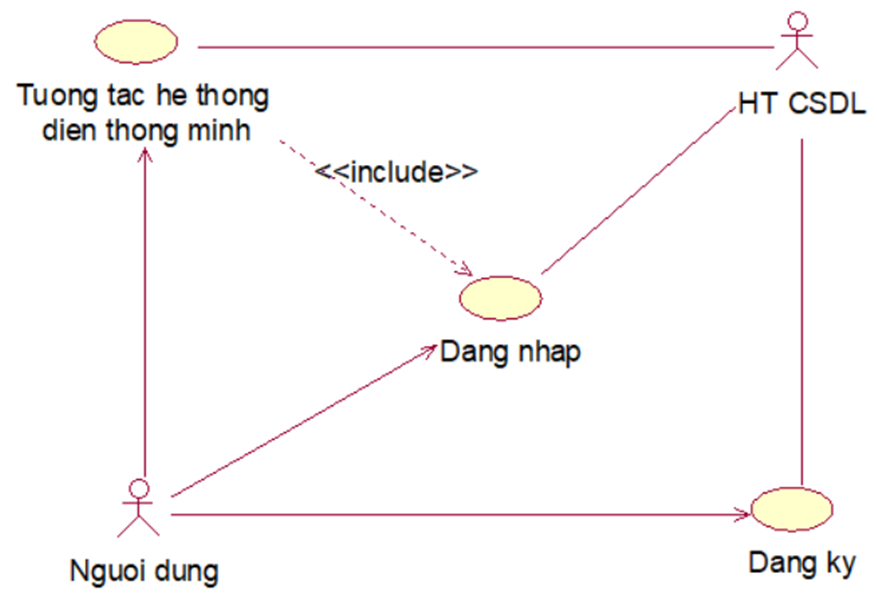 Tuong tac he thong
dien thong minh
HT CSDL
<<include>>
Dang nhap
Nguoi dung
Dang ky